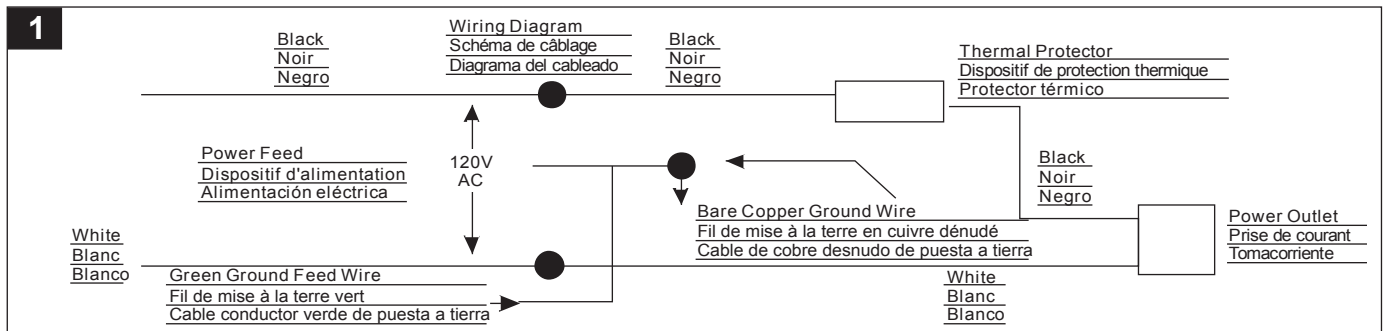 1
Black
Noir
Negro
Wiring Diagram
Schéma de câblage
Diagrama del cableado
Black
Noir
Negro
Thermal Protector
Dispositif de protection thermique
Protector térmico
Power Feed
Dispositif d'alimentation
Alimentación eléctrica
120V
AC
Black
Noir
Negro
Bare Copper Ground Wire
Fil de mise à la terre en cuivre dénudé
Cable de cobre desnudo de puesta a tierra
Power Outlet
Prise de courant
Tomacorriente
White
Blanc
Blanco
Green Ground Feed Wire
Fil de mise à la terre vert
Cable conductor verde de puesta a tierra
White
Blanc
Blanco